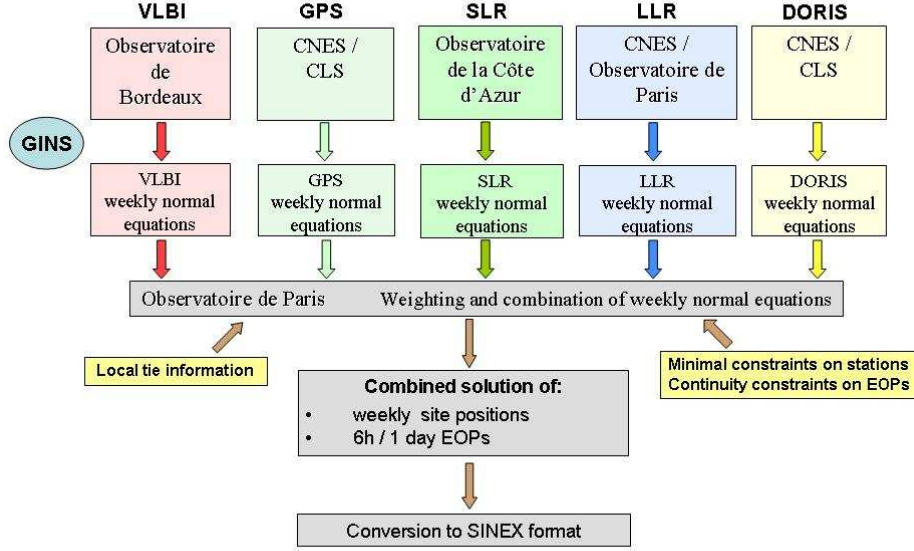 VLBI
GPS
SLR
LLR
DORIS
Observatoire
de
Bordeaux
CNES /
CLS
Observatoire
de la Côte
d'Azur
CNES /
Observatoire de
Paris
CNES /
CLS
GINS
VLBI
weekly normal
equations
GPS
weekly normal
equations
SLR
weekly normal
equations
LLR
weekly normal
equations
DORIS
weekly normal
equations
Observatoire de Paris Weighting and combination of weekly normal equations
Local tie information
Minimal constraints on stations
Continuity constraints on EOPs
Combined solution of:
• weekly site positions
• 6h / 1 day EOPs
Conversion to SINEX format